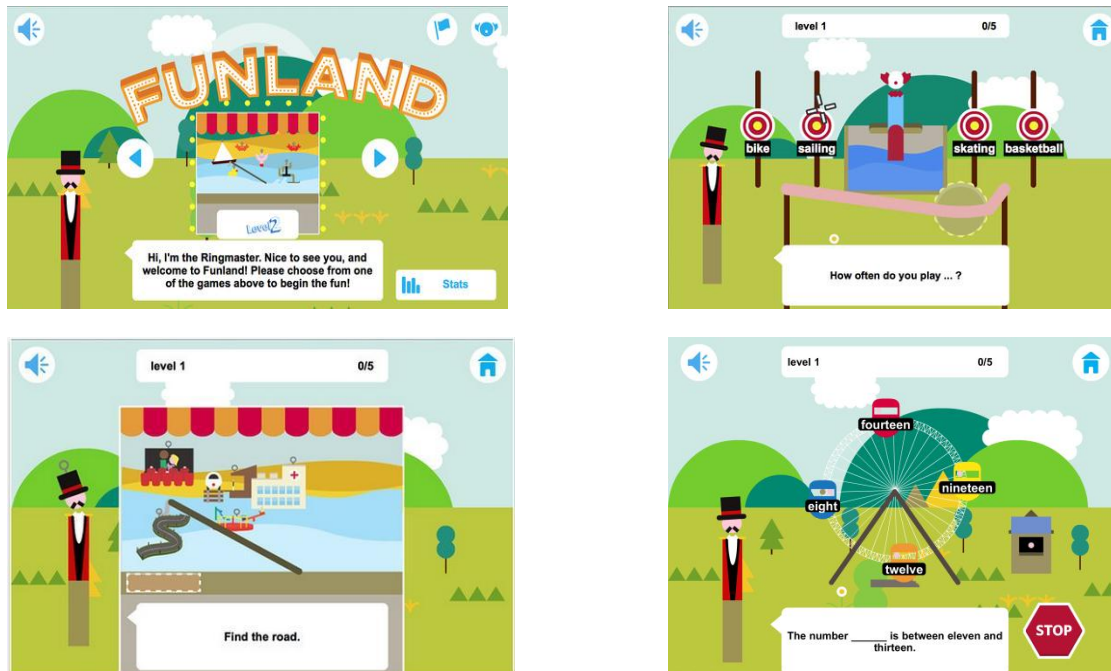 FUNLAND
Level 2
Hi, I'm the Ringmaster. Nice to see you, and
welcome to Funland! Please choose from one
of the games above to begin the fun!
Stats
level 1 0/5
bike sailing skating basketball
How often do you play ... ?
level 1 0/5
Find the road.
level 1 0/5
fourteen
nineteen
eight
twelve
The number ______ is between eleven and
thirteen.
STOP